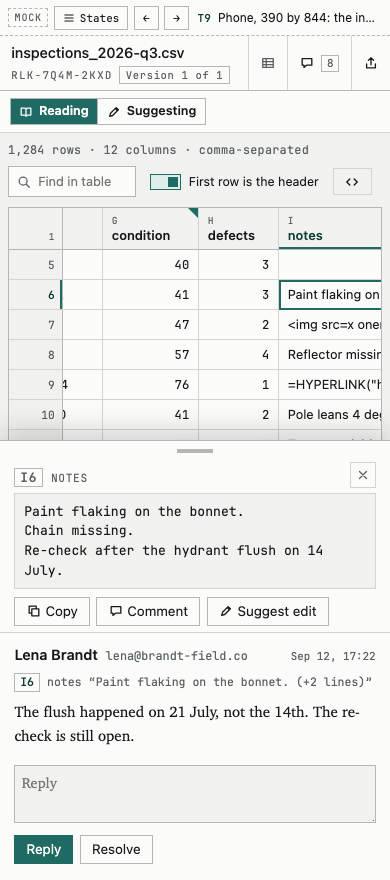 MOCK States ← → T9 Phone, 390 by 844: the in…
inspections_2026-q3.csv
RLK-7Q4M-2KXD Version 1 of 1 8
Reading Suggesting
1,284 rows · 12 columns · comma-separated
Find in table First row is the header <>
G H I
1 condition defects notes
5 40 3
6 41 3 Paint flaking on
7 47 2 <img src=x oner
8 57 4 Reflector missin
9 4 76 1 =HYPERLINK("h
10 41 2 Pole leans 4 deg
I6 NOTES
Paint flaking on the bonnet.
Chain missing.
Re-check after the hydrant flush on 14
July.
Copy Comment Suggest edit
Lena Brandt lena@brandt-field.co Sep 12, 17:22
I6 notes “Paint flaking on the bonnet. (+2 lines)”
The flush happened on 21 July, not the 14th. The re-
check is still open.
Reply
Reply Resolve